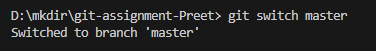 D:\mkdir\git-assignment-Preet> git switch master
Switched to branch 'master'